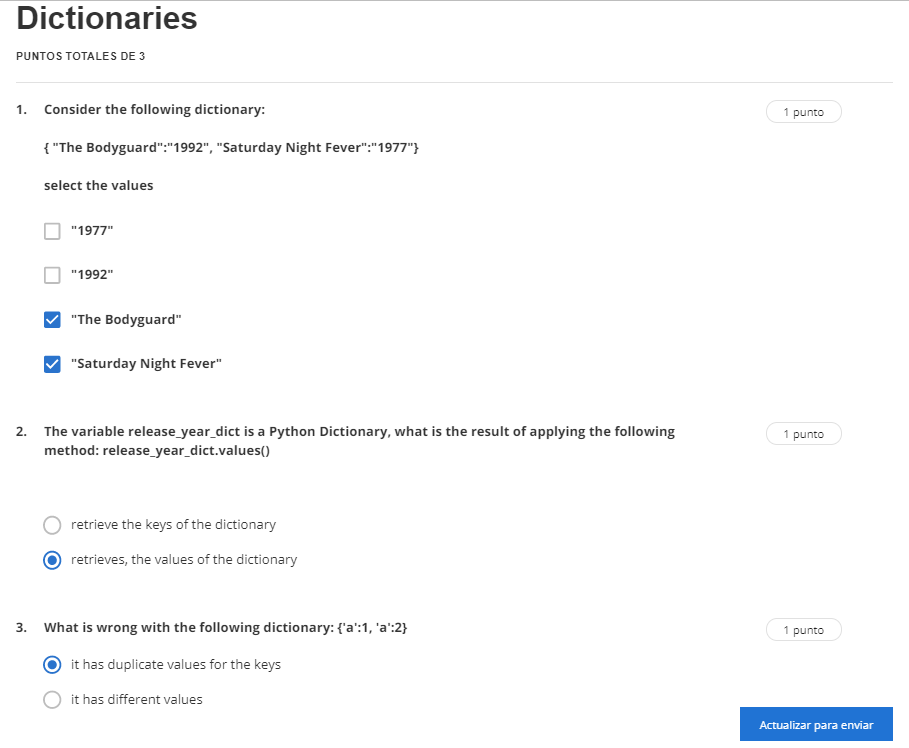 Dictionaries
PUNTOS TOTALES DE 3
1. Consider the following dictionary:
1 punto
{ "The Bodyguard":"1992", "Saturday Night Fever":"1977"}
select the values
"1977"
"1992"
"The Bodyguard"
"Saturday Night Fever"
2. The variable release_year_dict is a Python Dictionary, what is the result of applying the following
1 punto
method: release_year_dict.values()
retrieve the keys of the dictionary
retrieves, the values of the dictionary
3. What is wrong with the following dictionary: {'a':1, 'a':2}
1 punto
it has duplicate values for the keys
it has different values
Actualizar para enviar